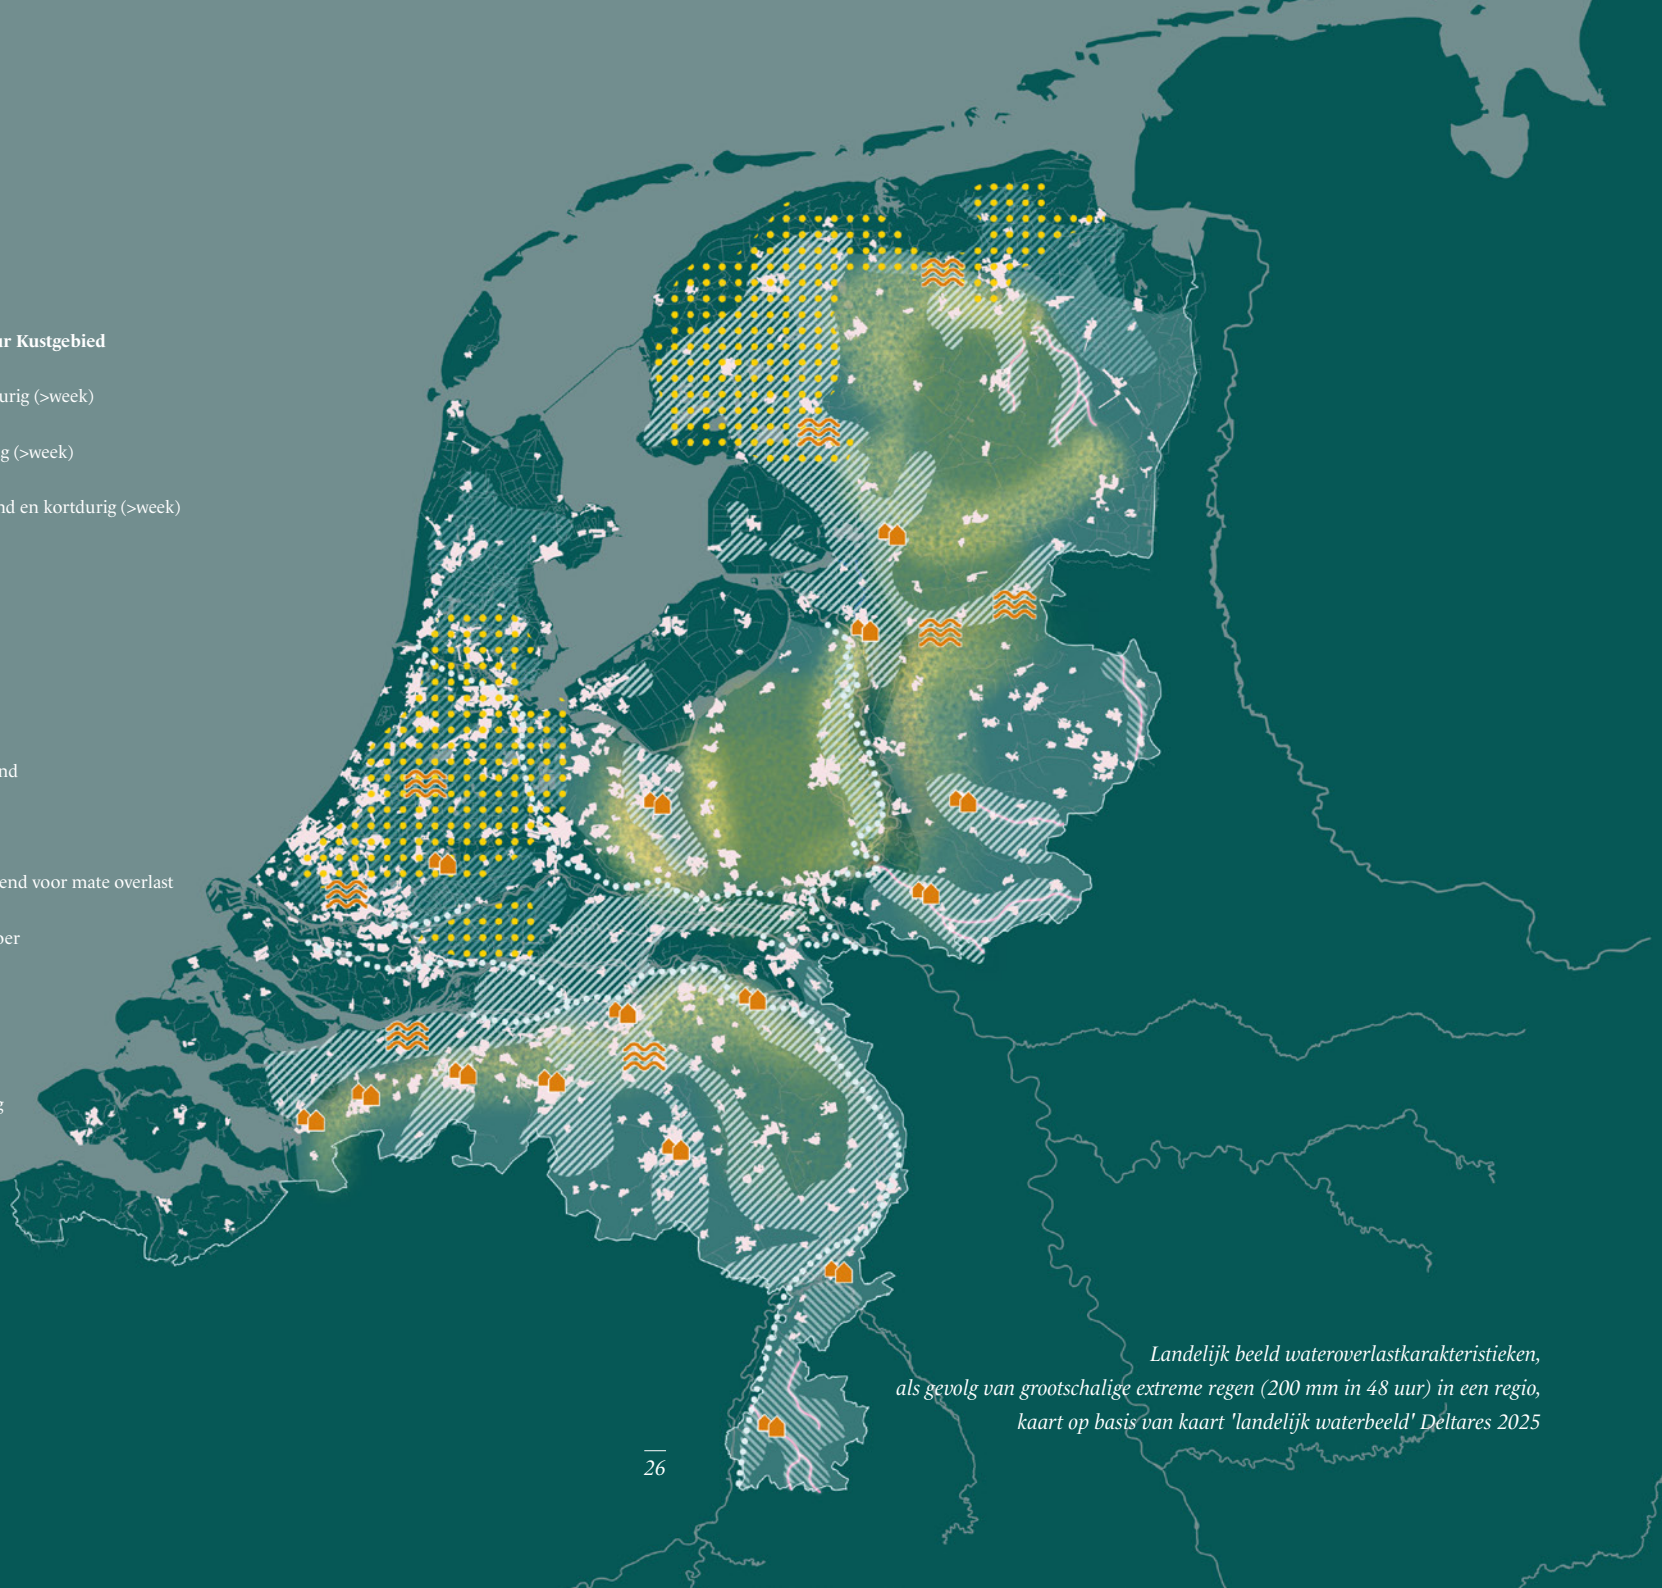 ur Kustgebied
urig (>week)
g (>week)
nd en kortdurig (>week)
nd
end voor mate overlast
oer
g
Landelijk beeld wateroverlastkarakteristieken,
als gevolg van grootschalige extreme regen (200 mm in 48 uur) in een regio,
kaart op basis van kaart 'landelijk waterbeeld' Deltares 2025
26